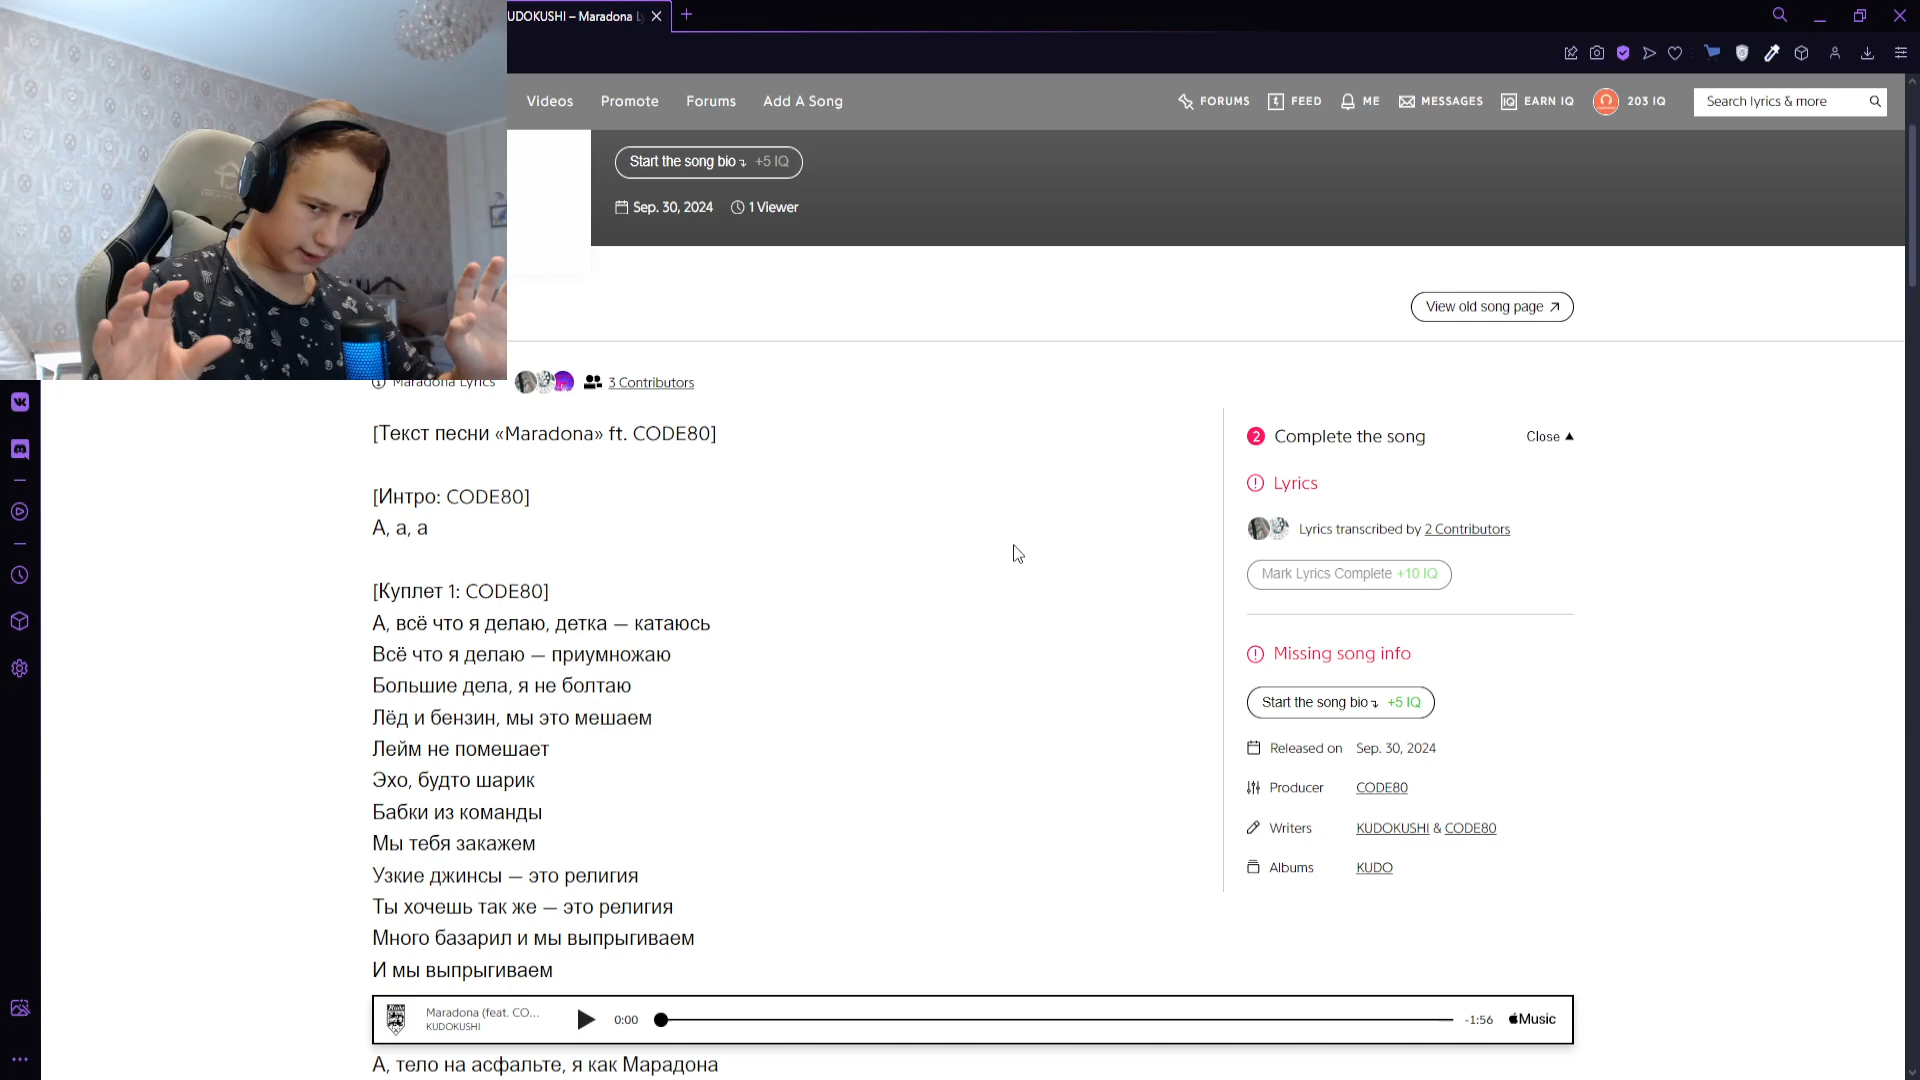 UDOKUSHI – Maradona L
Videos
Promote
Forums
Add A Song
FORUMS
FEED
ME
MESSAGES
EARN IQ
203 IQ
Search lyrics & more
Start the song bio +5 IQ
Sep. 30, 2024
1 Viewer
View old song page
Maradona Lyrics
3 Contributors
[Текст песни «Maradona» ft. CODE80]
[Интро: CODE80]
А, а, а
[Куплет 1: CODE80]
А, всё что я делаю, детка — катаюсь
Всё что я делаю — приумножаю
Большие дела, я не болтаю
Лёд и бензин, мы это мешаем
Лейм не помешает
Эхо, будто шарик
Бабки из команды
Мы тебя закажем
Узкие джинсы — это религия
Ты хочешь так же — это религия
Много базарил и мы выпрыгиваем
И мы выпрыгиваем
2 Complete the song
Close
Lyrics
Lyrics transcribed by 2 Contributors
Mark Lyrics Complete +10 IQ
Missing song info
Start the song bio +5 IQ
Released on Sep. 30, 2024
Producer CODE80
Writers KUDOKUSHI & CODE80
Albums KUDO
Maradona (feat. CO...
KUDOKUSHI
0:00
-1:56
Music
А, тело на асфальте, я как Марадона